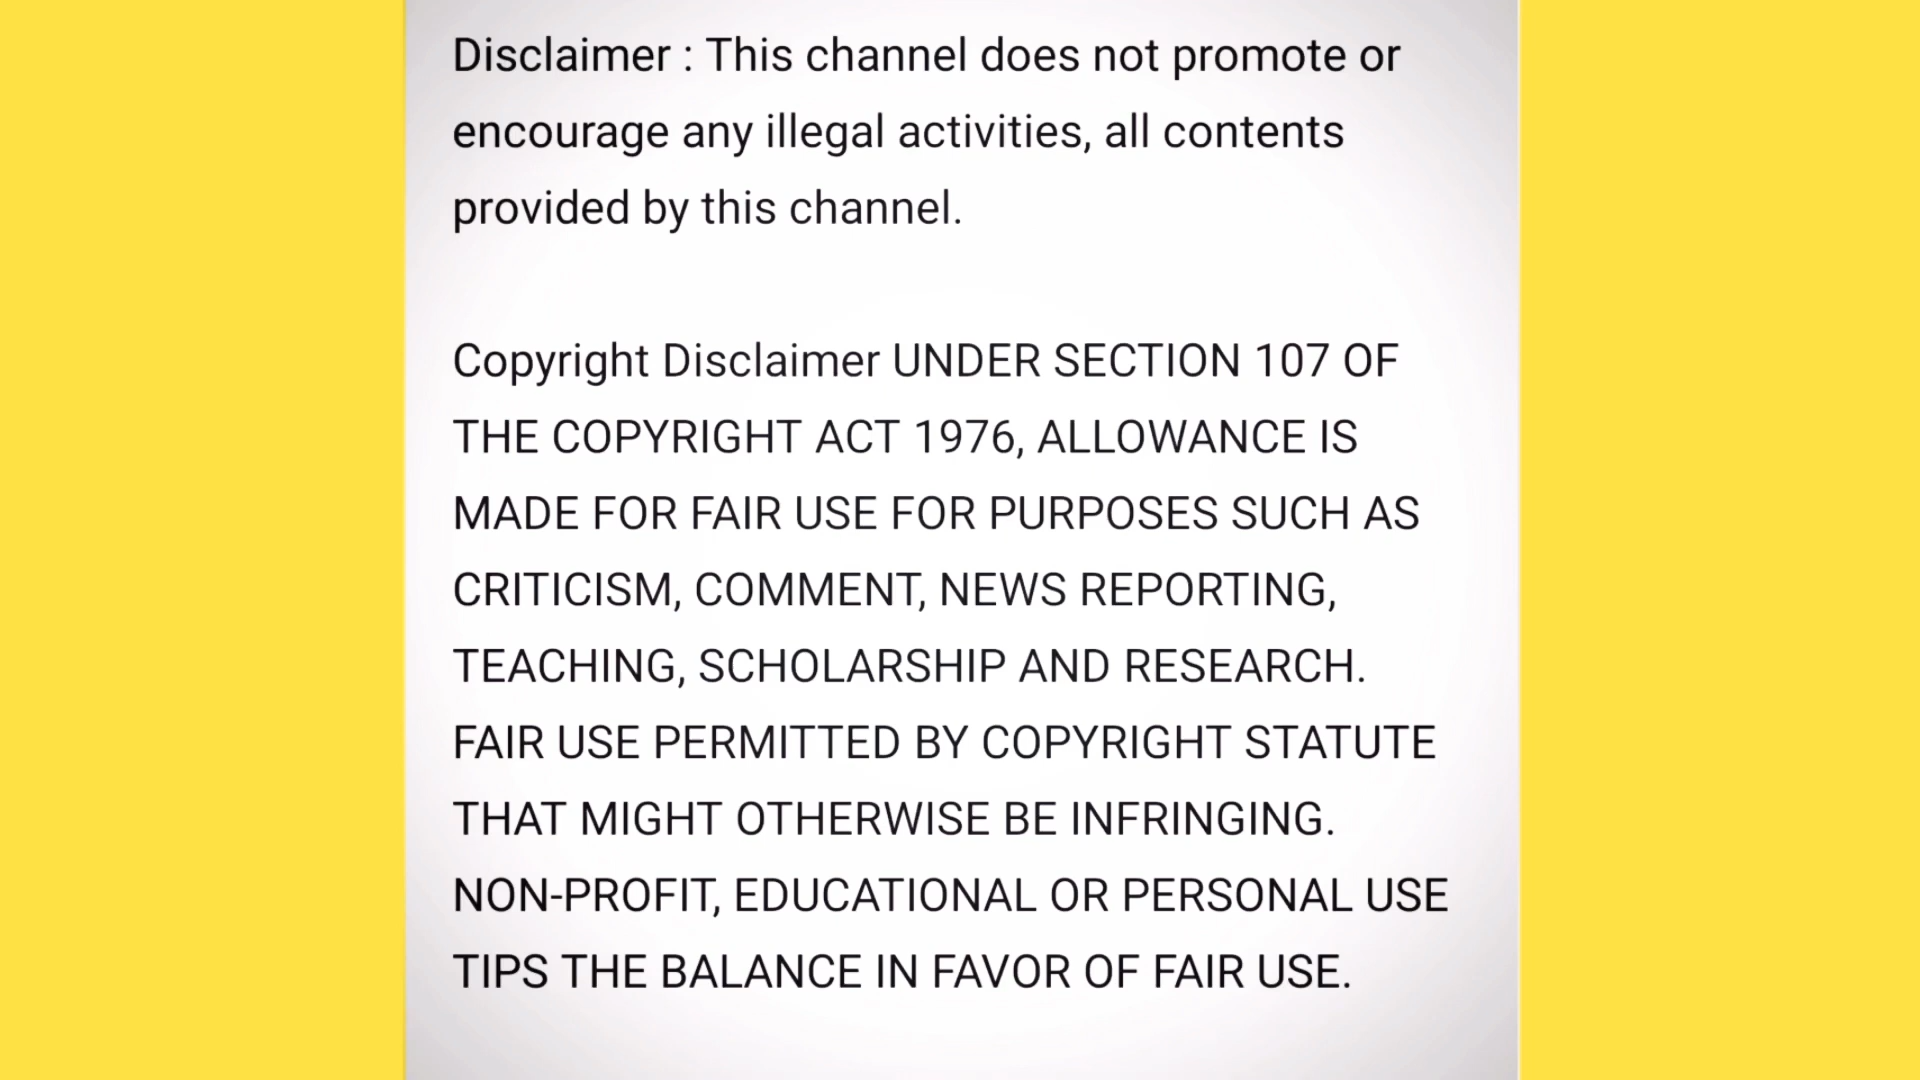 Disclaimer : This channel does not promote or
encourage any illegal activities, all contents
provided by this channel.
Copyright Disclaimer UNDER SECTION 107 OF
THE COPYRIGHT ACT 1976, ALLOWANCE IS
MADE FOR FAIR USE FOR PURPOSES SUCH AS
CRITICISM, COMMENT, NEWS REPORTING,
TEACHING, SCHOLARSHIP AND RESEARCH.
FAIR USE PERMITTED BY COPYRIGHT STATUTE
THAT MIGHT OTHERWISE BE INFRINGING.
NON-PROFIT, EDUCATIONAL OR PERSONAL USE
TIPS THE BALANCE IN FAVOR OF FAIR USE.